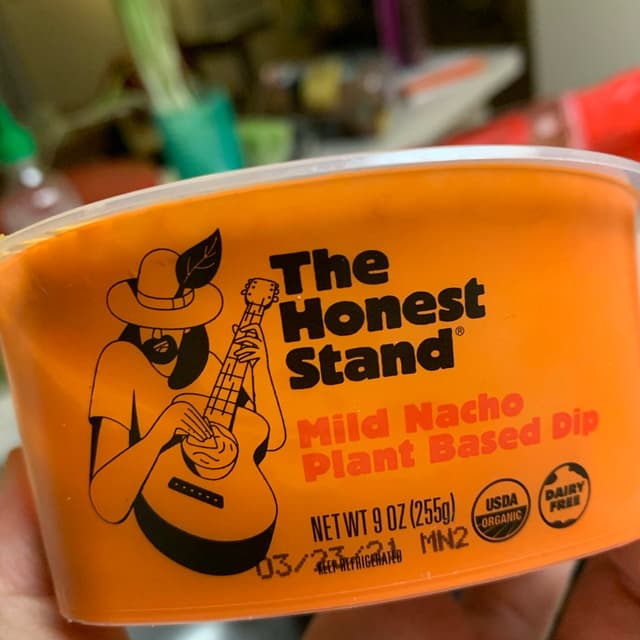 The
Honest
Stand®
Mild Nacho
Plant Based Dip
NET WT 9 OZ (255g)
USDA
ORGANIC
DAIRY
FREE
03/23/21 MN2
KEEP REFRIGERATED